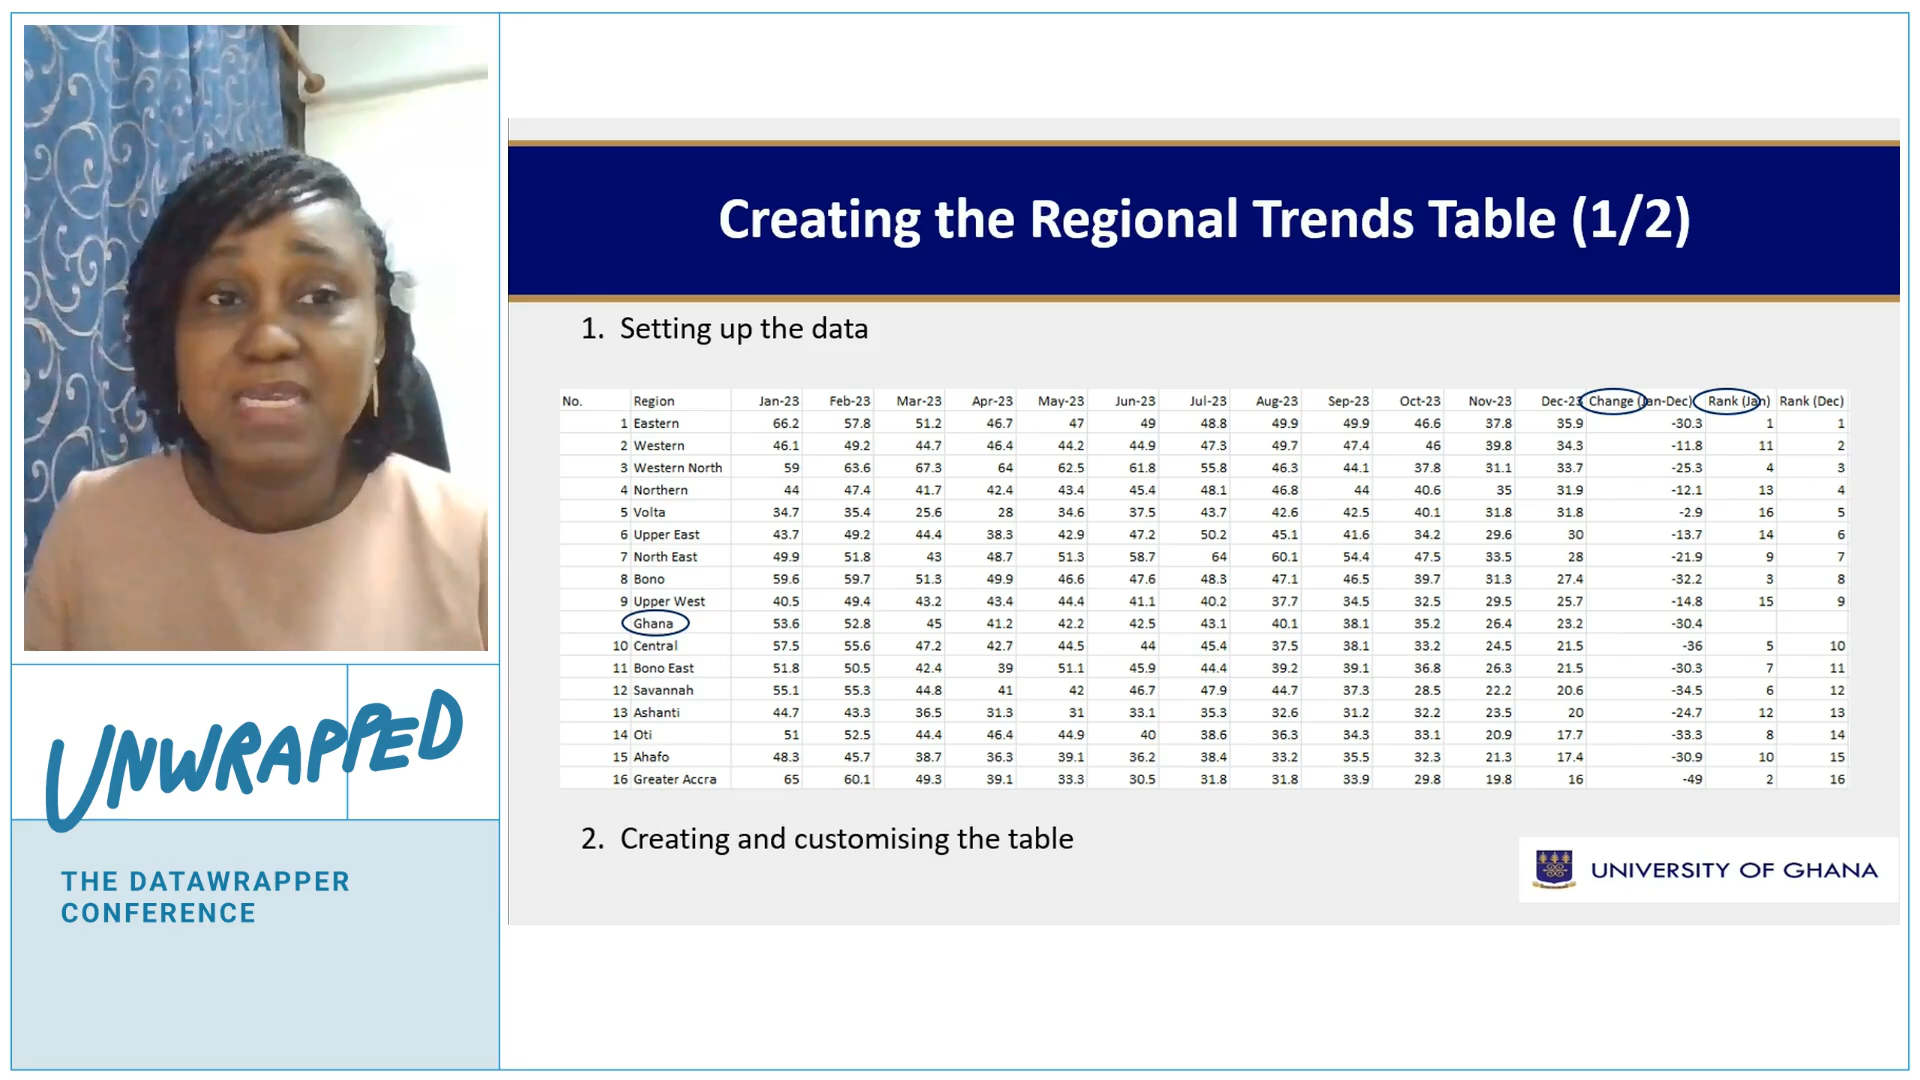 UNWRAPPED
THE DATAWRAPPER
CONFERENCE
Creating the Regional Trends Table (1/2)
1. Setting up the data
No. Region Jan-23 Feb-23 Mar-23 Apr-23 May-23 Jun-23 Jul-23 Aug-23 Sep-23 Oct-23 Nov-23 Dec-23 Change (Jan-Dec) Rank (Jan) Rank (Dec)
1 Eastern 66.2 57.8 51.2 46.7 47 49 48.8 49.9 49.9 46.6 37.8 35.9 -30.3 1 1
2 Western 46.1 49.2 44.7 46.4 44.2 44.9 47.3 49.7 47.4 46 39.8 34.3 -11.8 11 2
3 Western North 59 63.6 67.3 64 62.5 61.8 55.8 46.3 44.1 37.8 31.1 33.7 -25.3 4 3
4 Northern 44 47.4 41.7 42.4 43.4 45.4 48.1 46.8 44 40.6 35 31.9 -12.1 13 4
5 Volta 34.7 35.4 25.6 28 34.6 37.5 43.7 42.6 42.5 40.1 31.8 31.8 -2.9 16 5
6 Upper East 43.7 49.2 44.4 38.3 42.9 47.2 50.2 45.1 41.6 34.2 29.6 30 -13.7 14 6
7 North East 49.9 51.8 43 48.7 51.3 58.7 64 60.1 54.4 47.5 33.5 28 -21.9 9 7
8 Bono 59.6 59.7 51.3 49.9 46.6 47.6 48.3 47.1 46.5 39.7 31.3 27.4 -32.2 3 8
9 Upper West 40.5 49.4 43.2 43.4 44.4 41.1 40.2 37.7 34.5 32.5 29.5 25.7 -14.8 15 9
Ghana 53.6 52.8 45 41.2 42.2 42.5 43.1 40.1 38.1 35.2 26.4 23.2 -30.4
10 Central 57.5 55.6 47.2 42.7 44.5 44 45.4 37.5 38.1 33.2 24.5 21.5 -36 5 10
11 Bono East 51.8 50.5 42.4 39 51.1 45.9 44.4 39.2 39.1 36.8 26.3 21.5 -30.3 7 11
12 Savannah 55.1 55.3 44.8 41 42 46.7 47.9 44.7 37.3 28.5 22.2 20.6 -34.5 6 12
13 Ashanti 44.7 43.3 36.5 31.3 31 33.1 35.3 32.6 31.2 32.2 23.5 20 -24.7 12 13
14 Oti 51 52.5 44.4 46.4 44.9 40 38.6 36.3 34.3 33.1 20.9 17.7 -33.3 8 14
15 Ahafo 48.3 45.7 38.7 36.3 39.1 36.2 38.4 33.2 35.5 32.3 21.3 17.4 -30.9 10 15
16 Greater Accra 65 60.1 49.3 39.1 33.3 30.5 31.8 31.8 33.9 29.8 19.8 16 -49 2 16
2. Creating and customising the table
UNIVERSITY OF GHANA